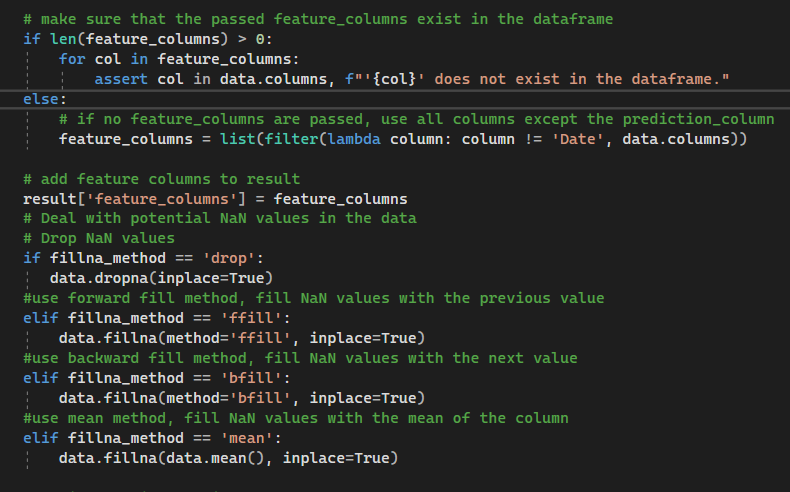 # make sure that the passed feature_columns exist in the dataframe
if len(feature_columns) > 0:
    for col in feature_columns:
        assert col in data.columns, f"'{col}' does not exist in the dataframe."
else:
    # if no feature_columns are passed, use all columns except the prediction_column
    feature_columns = list(filter(lambda column: column != 'Date', data.columns))

# add feature columns to result
result['feature_columns'] = feature_columns
# Deal with potential NaN values in the data
# Drop NaN values
if fillna_method == 'drop':
   data.dropna(inplace=True)
#use forward fill method, fill NaN values with the previous value
elif fillna_method == 'ffill':
    data.fillna(method='ffill', inplace=True)
#use backward fill method, fill NaN values with the next value
elif fillna_method == 'bfill':
    data.fillna(method='bfill', inplace=True)
#use mean method, fill NaN values with the mean of the column
elif fillna_method == 'mean':
    data.fillna(data.mean(), inplace=True)